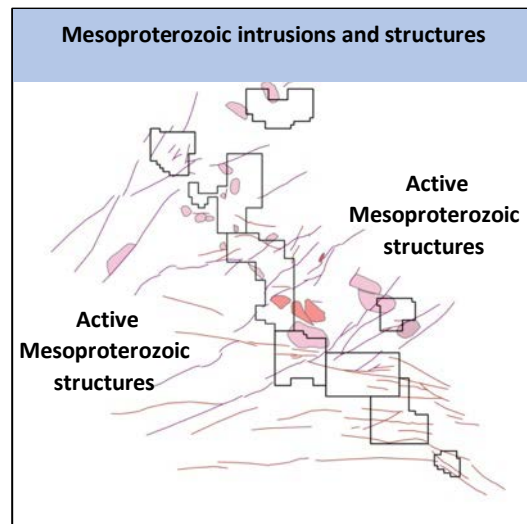 Mesoproterozoic intrusions and structures
Active
Mesoproterozoic
structures
Active
Mesoproterozoic
structures